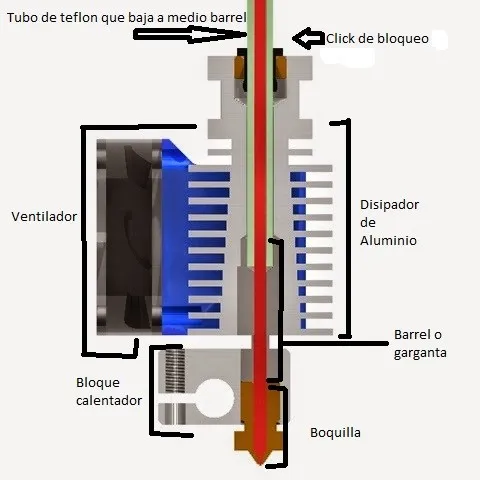 Tubo de teflon que baja a medio barrel
Click de bloqueo
Ventilador
Disipador
de
Aluminio
Barrel o
garganta
Bloque
calentador
Boquilla